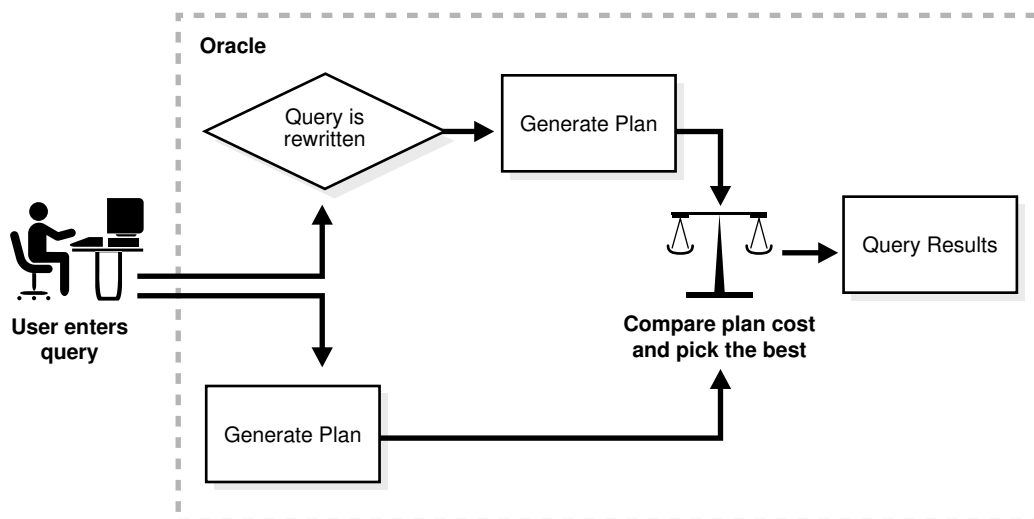 Oracle
Query is
rewritten
Generate Plan
Query Results
User enters
query
Compare plan cost
and pick the best
Generate Plan